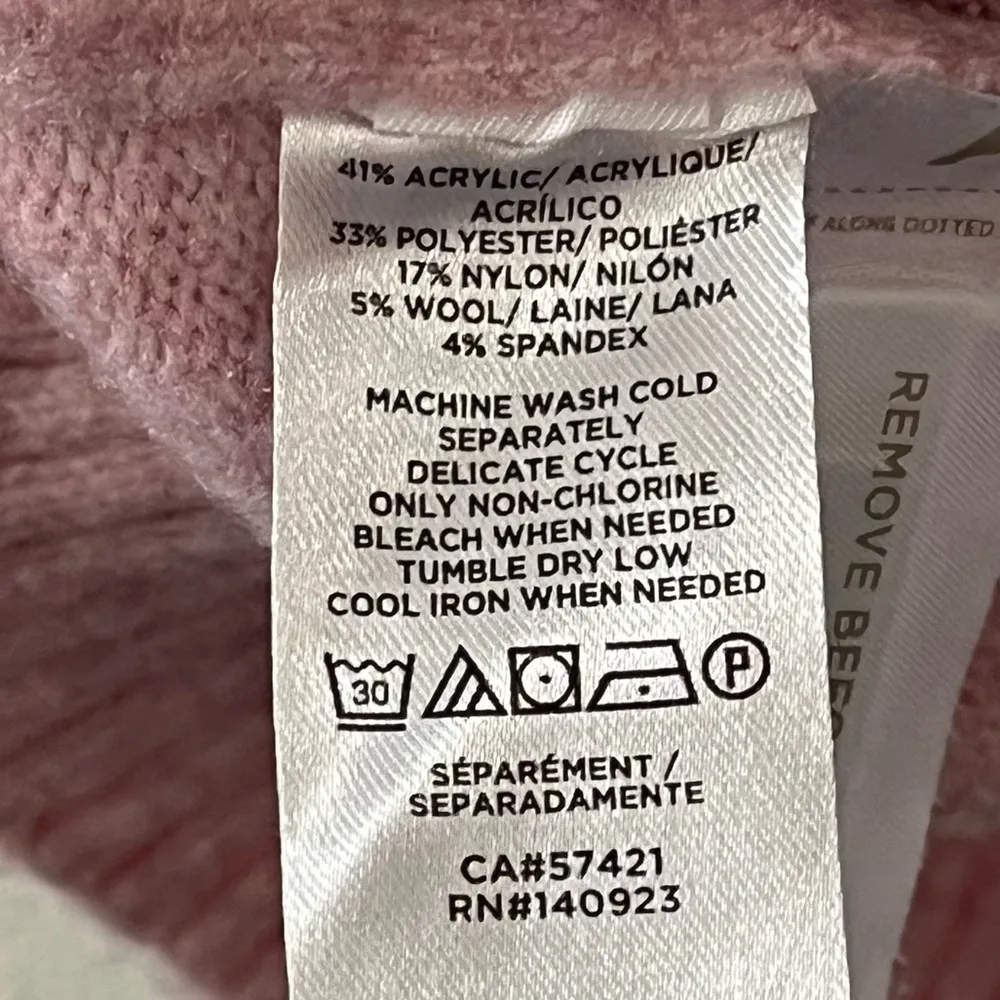 41% ACRYLIC/ ACRYLIQUE/
ACRÍLICO
33% POLYESTER/ POLIÉSTER
17% NYLON/ NILÓN
5% WOOL/ LAINE/ LANA
4% SPANDEX
MACHINE WASH COLD
SEPARATELY
DELICATE CYCLE
ONLY NON-CHLORINE
BLEACH WHEN NEEDED
TUMBLE DRY LOW
COOL IRON WHEN NEEDED
30
P
SÉPARÉMENT /
SEPARADAMENTE
CA#57421
RN#140923
ALONG DOTTED
REMOVE